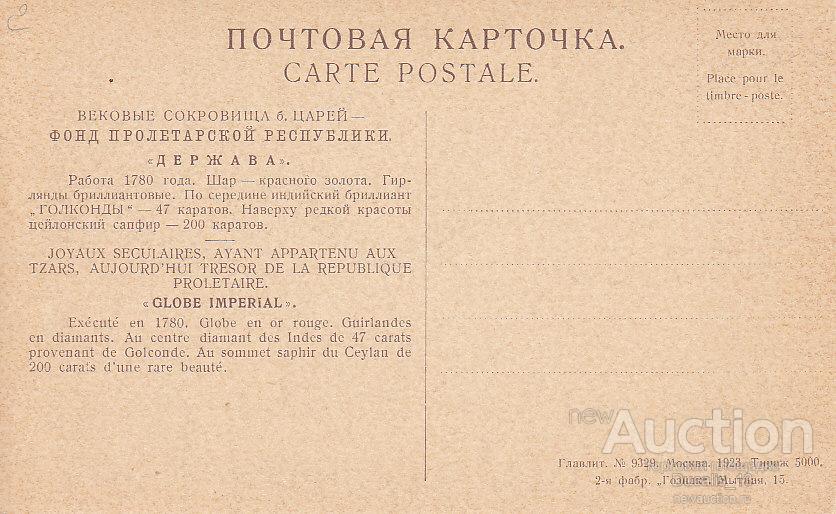 ПОЧТОВАЯ КАРТОЧКА.
CARTE POSTALE.
Место для
марки.
Place pour le
timbre-poste.
ВЕКОВЫЕ СОКРОВИЩА б. ЦАРЕЙ—
ФОНД ПРОЛЕТАРСКОЙ РЕСПУБЛИКИ.
«ДЕРЖАВА».
Работа 1780 года. Шар — красного золота. Гир-
лянды бриллиантовые. По середине индийский бриллиант
„ГОЛКОНДЫ“ — 47 каратов. Наверху редкой красоты
цейлонский сапфир — 200 каратов.
JOYAUX SECULAIRES, AYANT APPARTENU AUX
TZARS, AUJOURD'HUI TRESOR DE LA REPUBLIQUE
PROLETAIRE.
«GLOBE IMPERIAL».
Exécuté en 1780. Globe en or rouge. Guirlandes
en diamants. Au centre diamant des Indes de 47 carats
provenant de Golconde. Au sommet saphir du Ceylan de
200 carats d'une rare beauté.
newAuction
Главлит. № 9329. Москва. 1923. Тираж 5000.
2-я фабр. „Гознак“. Мытная, 15.
newauction.ru